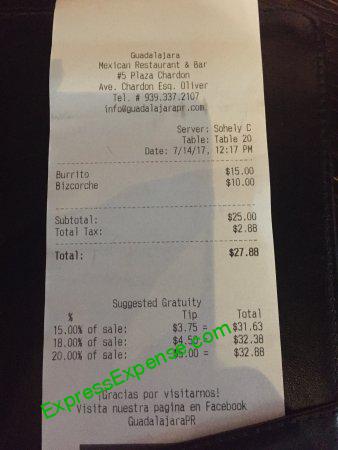 Guadalajara
Mexican Restaurant & Bar
#5 Plaza Chardon
Ave. Chardon Esq. Oliver
Tel. # 939.337.2107
info@guadalajarapr.com
Server: Sohely C
Table: Table 20
Date: 7/14/17, 12:17 PM
Burrito $15.00
Bizcorche $10.00
Subtotal: $25.00
Total Tax: $2.88
Total: $27.88
Suggested Gratuity
% Tip Total
15.00% of sale: $3.75 = $31.63
18.00% of sale: $4.50 = $32.38
20.00% of sale: $5.00 = $32.88
¡Gracias por visitarnos!
Visita nuestra pagina en Facebook
GuadalajaraPR
ExpressExpense.com